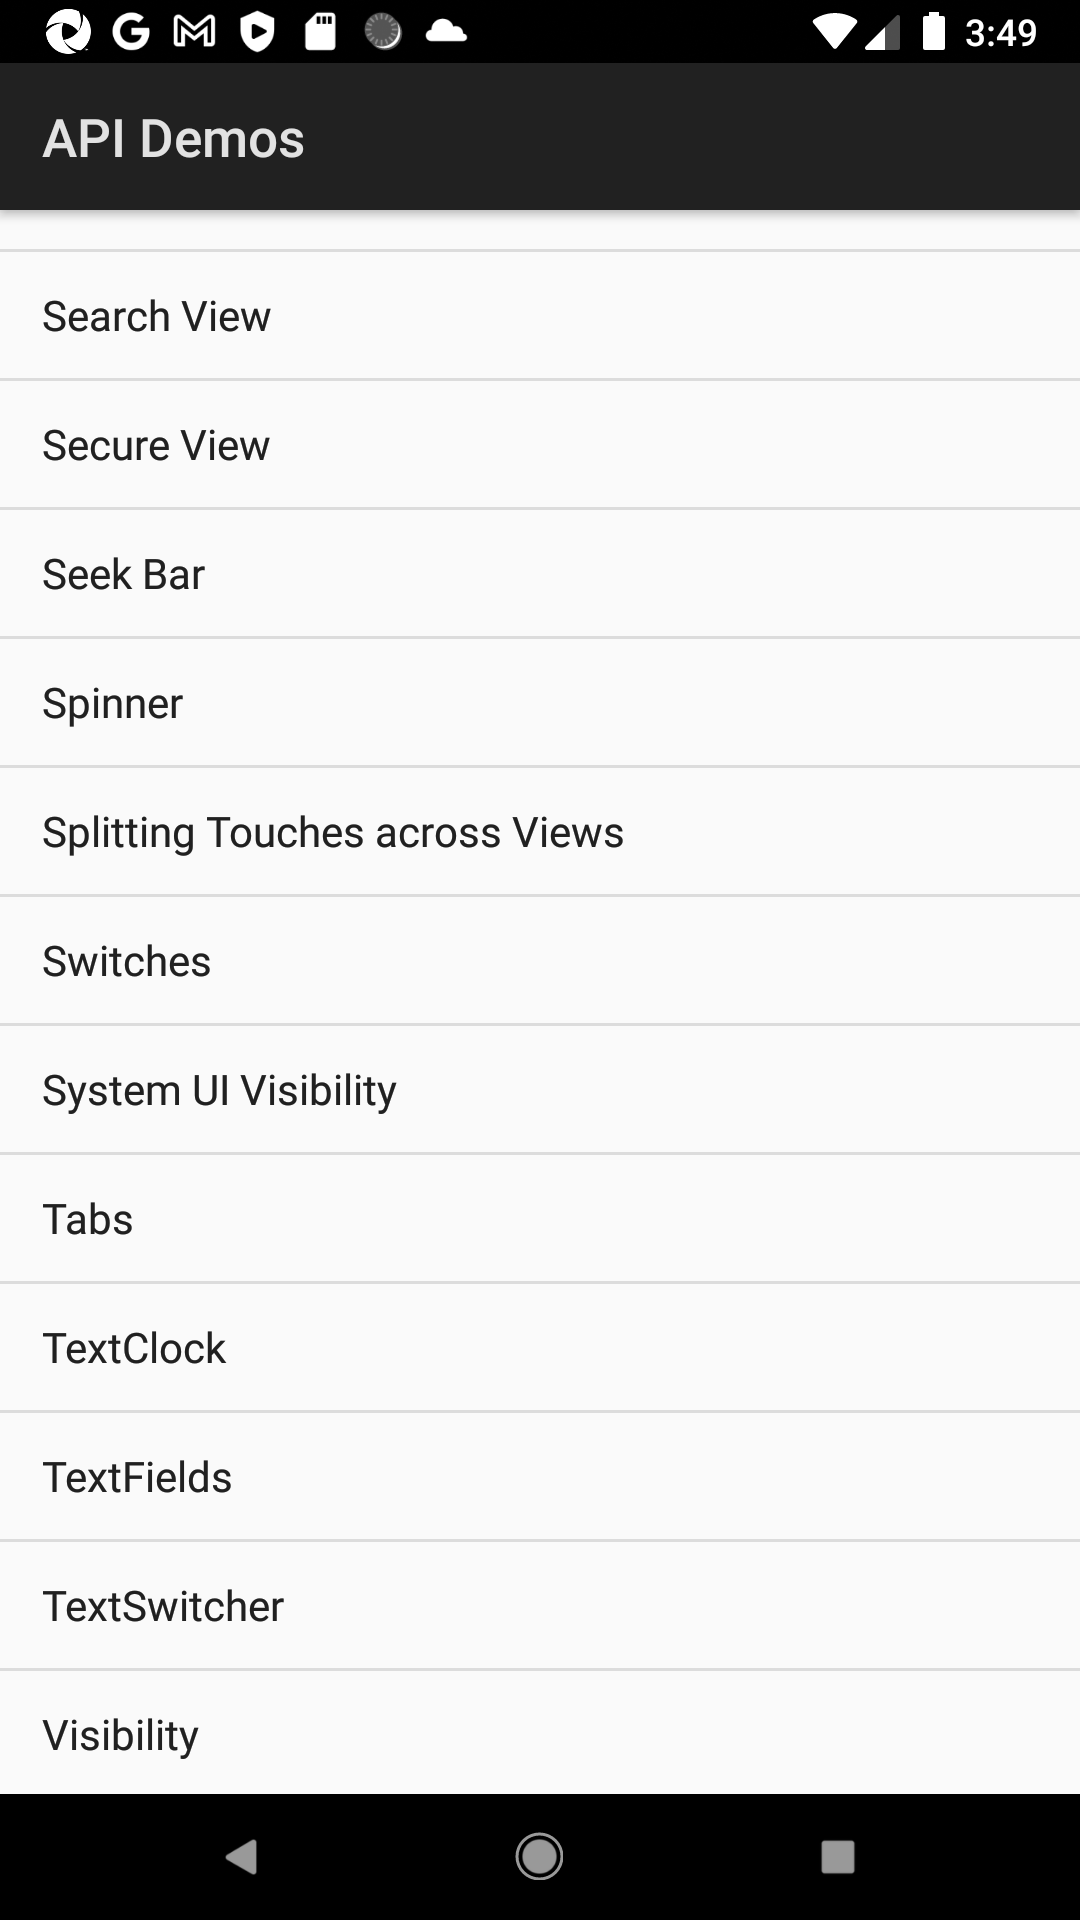 3:49
API Demos
Search View
Secure View
Seek Bar
Spinner
Splitting Touches across Views
Switches
System UI Visibility
Tabs
TextClock
TextFields
TextSwitcher
Visibility